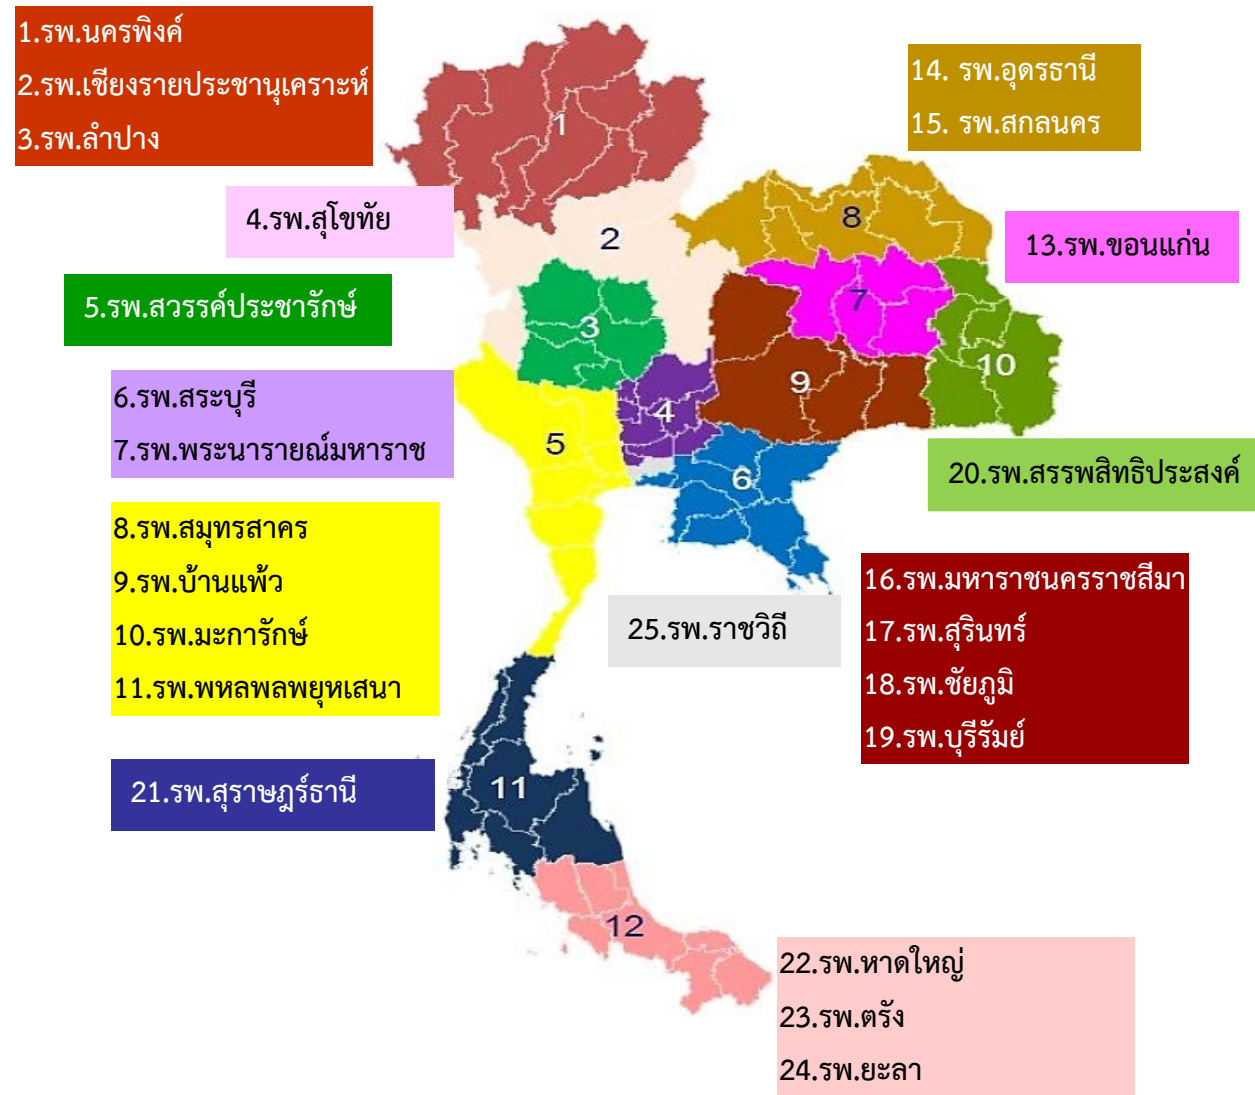 1.รพ.นครพิงค์
2.รพ.เชียงรายประชานุเคราะห์
3.รพ.ลำปาง
14. รพ.อุดรธานี
15. รพ.สกลนคร
1
4.รพ.สุโขทัย
8
2
13.รพ.ขอนแก่น
5.รพ.สวรรค์ประชารักษ์
7
3
10
6.รพ.สระบุรี
7.รพ.พระนารายณ์มหาราช
9
4
5
6
20.รพ.สรรพสิทธิประสงค์
8.รพ.สมุทรสาคร
9.รพ.บ้านแพ้ว
10.รพ.มะการักษ์
11.รพ.พหลพลพยุหเสนา
25.รพ.ราชวิถี
16.รพ.มหาราชนครราชสีมา
17.รพ.สุรินทร์
18.รพ.ชัยภูมิ
19.รพ.บุรีรัมย์
21.รพ.สุราษฎร์ธานี
11
12
22.รพ.หาดใหญ่
23.รพ.ตรัง
24.รพ.ยะลา